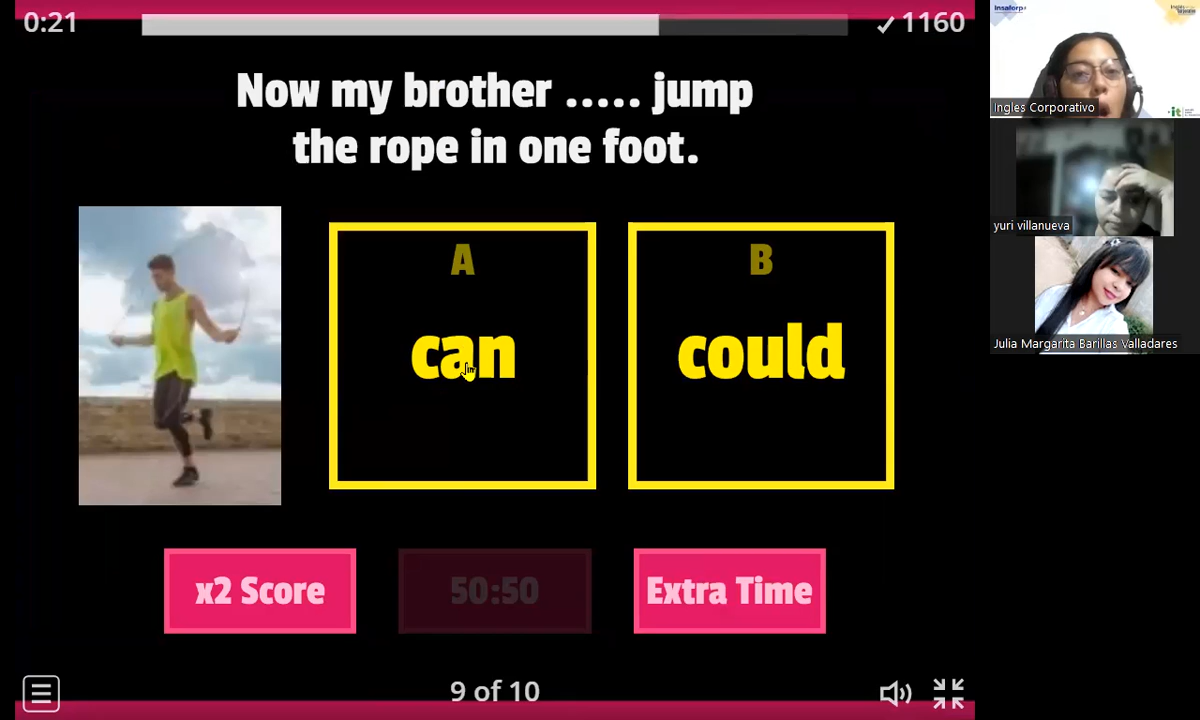 0:21
1160
Now my brother ..... jump
the rope in one foot.
A
can
B
could
x2 Score
50:50
Extra Time
9 of 10
Insaforp
Ingles Corporativo
yuri villanueva
Julia Margarita Barillas Valladares